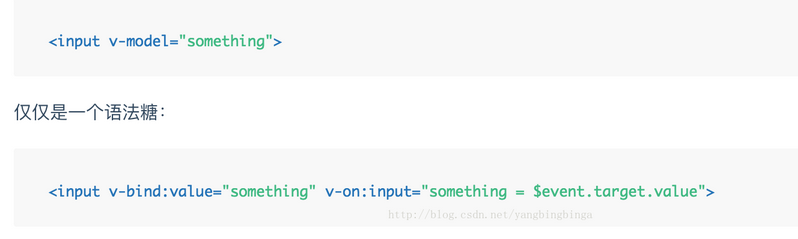 <input v-model="something">
仅仅是一个语法糖：
<input v-bind:value="something" v-on:input="something = $event.target.value">
http://blog.csdn.net/yangbingbinga